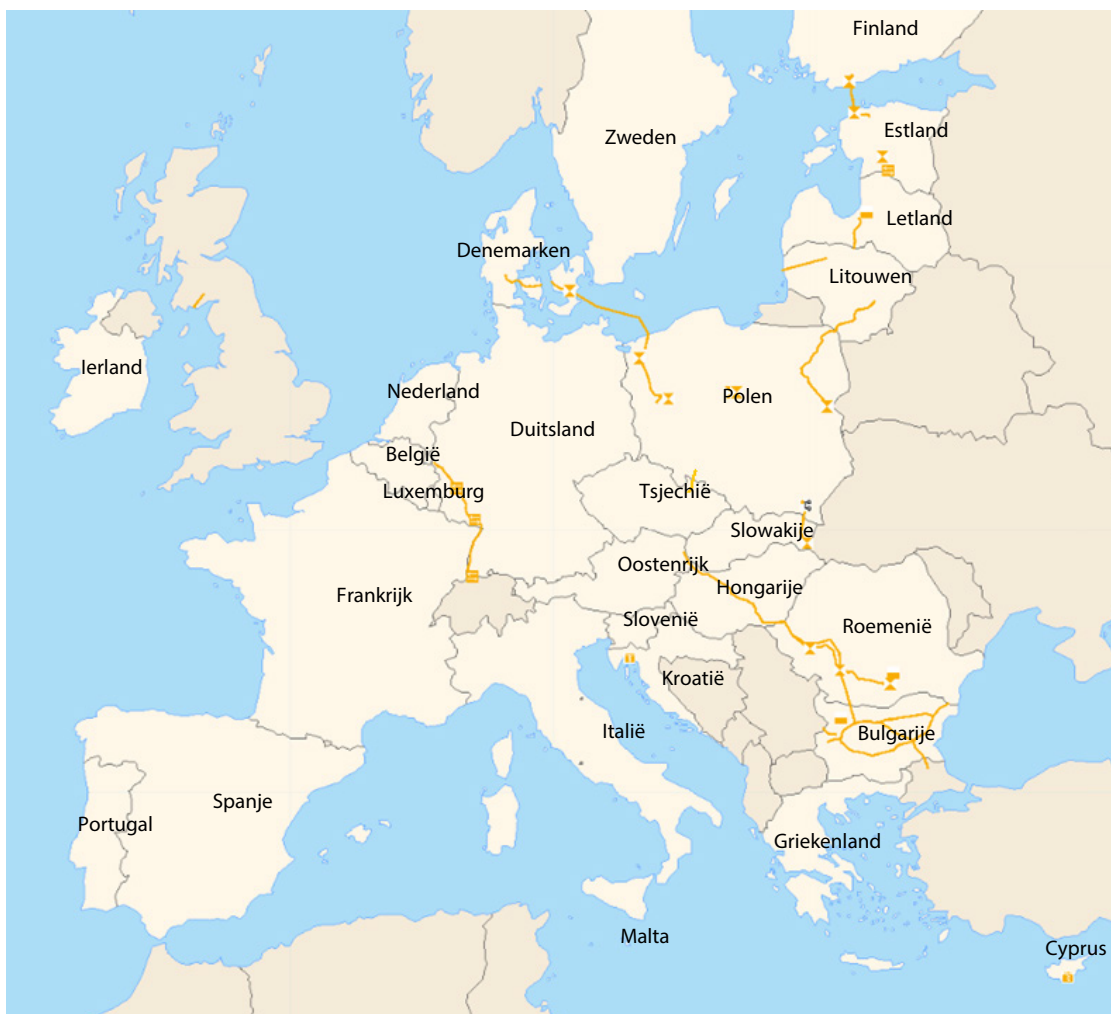 Finland
Estland
Zweden
Letland
Denemarken
Litouwen
Ierland
Nederland
Polen
Duitsland
België
Luxemburg
Tsjechië
Slowakije
Oostenrijk
Hongarije
Frankrijk
Slovenië
Roemenië
Kroatië
Italië
Bulgarije
Spanje
Portugal
Griekenland
Malta
Cyprus